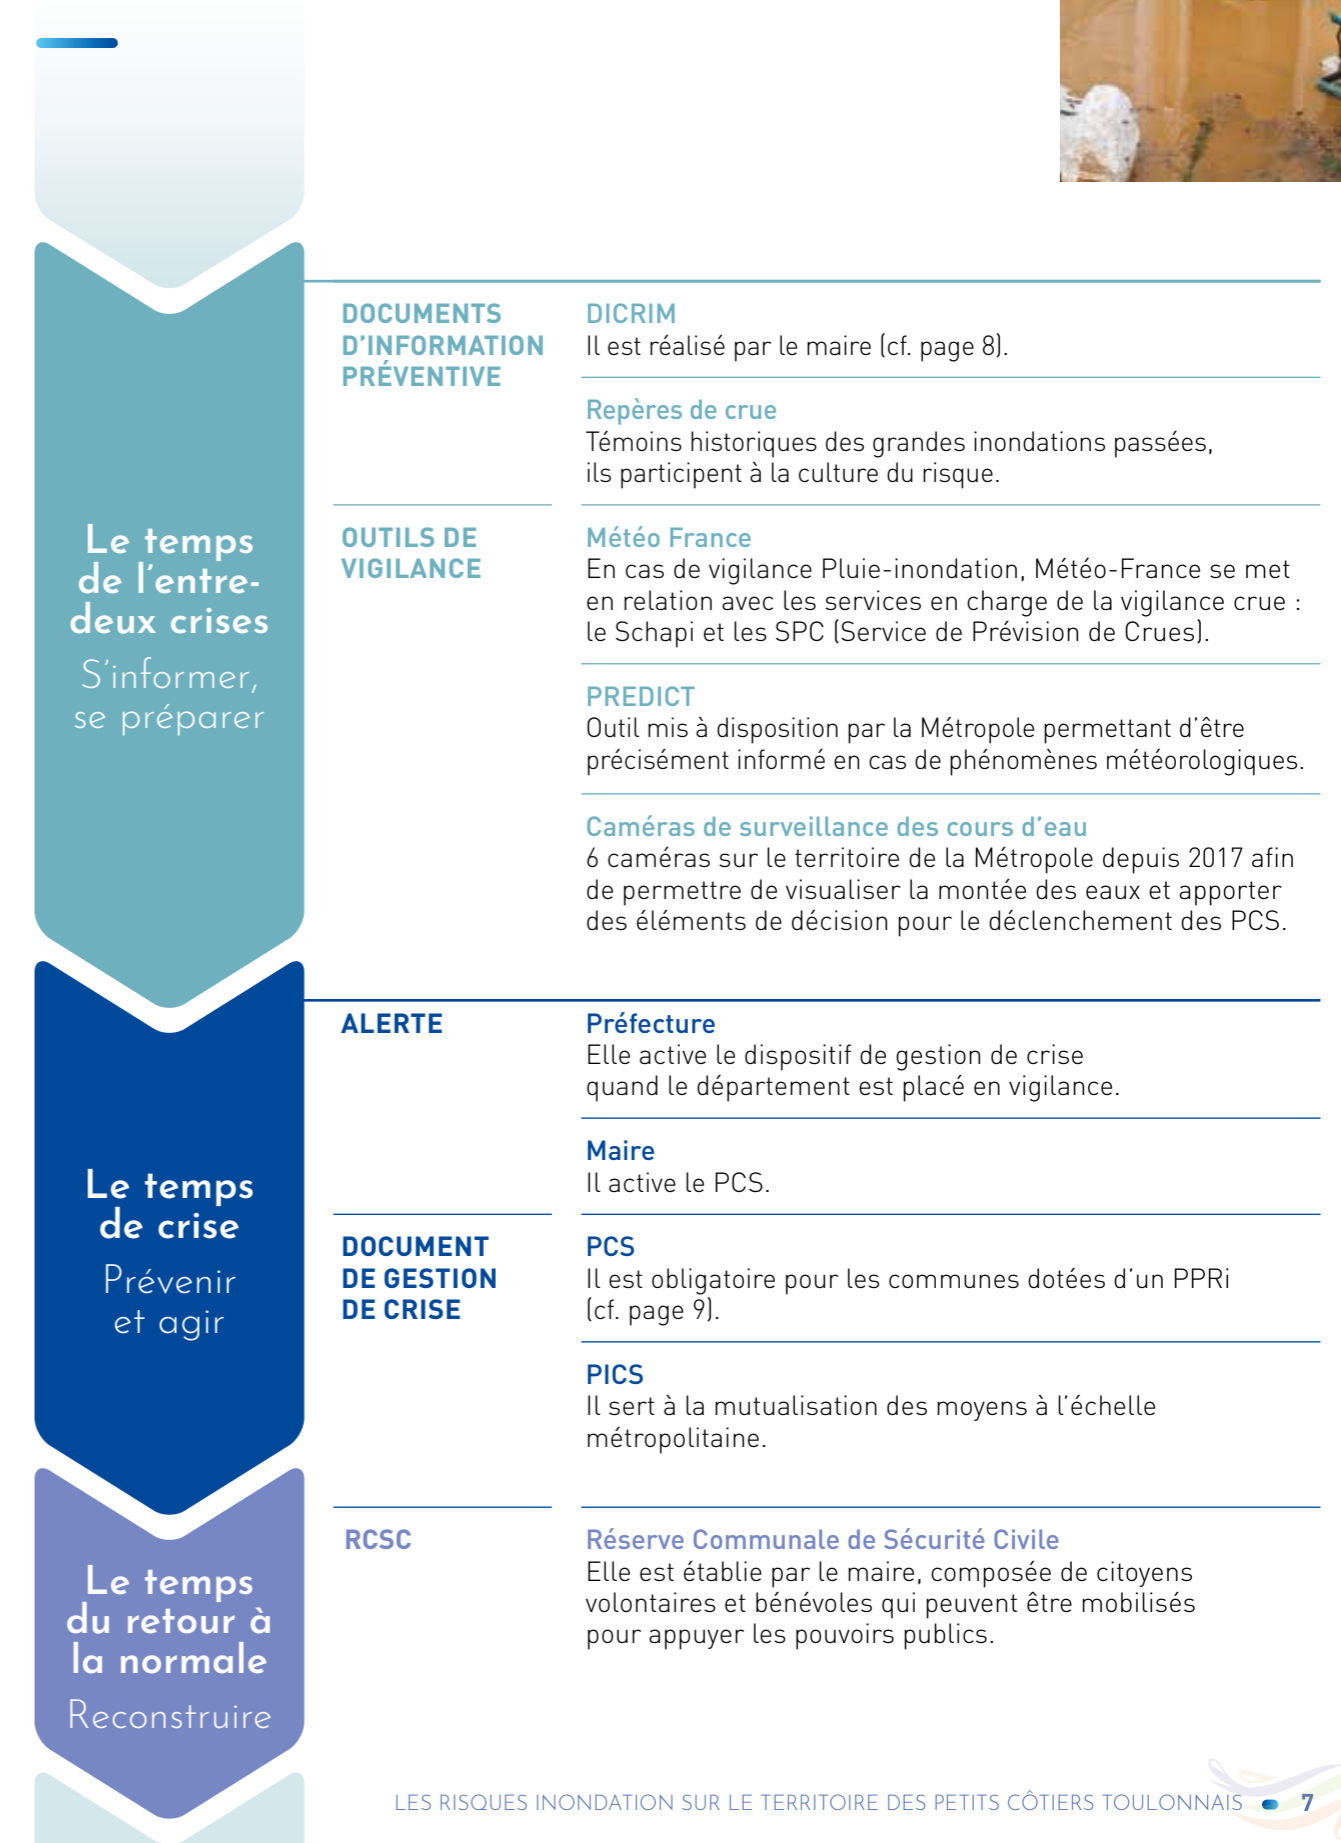 Le temps
de l'entre-
deux crises
S'informer,
se préparer
DOCUMENTS
D'INFORMATION
PRÉVENTIVE
DICRIM
Il est réalisé par le maire (cf. page 8).
Repères de crue
Témoins historiques des grandes inondations passées,
ils participent à la culture du risque.
OUTILS DE
VIGILANCE
Météo France
En cas de vigilance Pluie-inondation, Météo-France se met
en relation avec les services en charge de la vigilance crue :
le Schapi et les SPC (Service de Prévision de Crues).
PREDICT
Outil mis à disposition par la Métropole permettant d'être
précisément informé en cas de phénomènes météorologiques.
Caméras de surveillance des cours d'eau
6 caméras sur le territoire de la Métropole depuis 2017 afin
de permettre de visualiser la montée des eaux et apporter
des éléments de décision pour le déclenchement des PCS.
Le temps
de crise
Prévenir
et agir
ALERTE
Préfecture
Elle active le dispositif de gestion de crise
quand le département est placé en vigilance.
Maire
Il active le PCS.
DOCUMENT
DE GESTION
DE CRISE
PCS
Il est obligatoire pour les communes dotées d'un PPRi
(cf. page 9).
PICS
Il sert à la mutualisation des moyens à l'échelle
métropolitaine.
Le temps
du retour à
la normale
Reconstruire
RCSC
Réserve Communale de Sécurité Civile
Elle est établie par le maire, composée de citoyens
volontaires et bénévoles qui peuvent être mobilisés
pour appuyer les pouvoirs publics.
LES RISQUES INONDATION SUR LE TERRITOIRE DES PETITS CÔTIERS TOULONNAIS 7